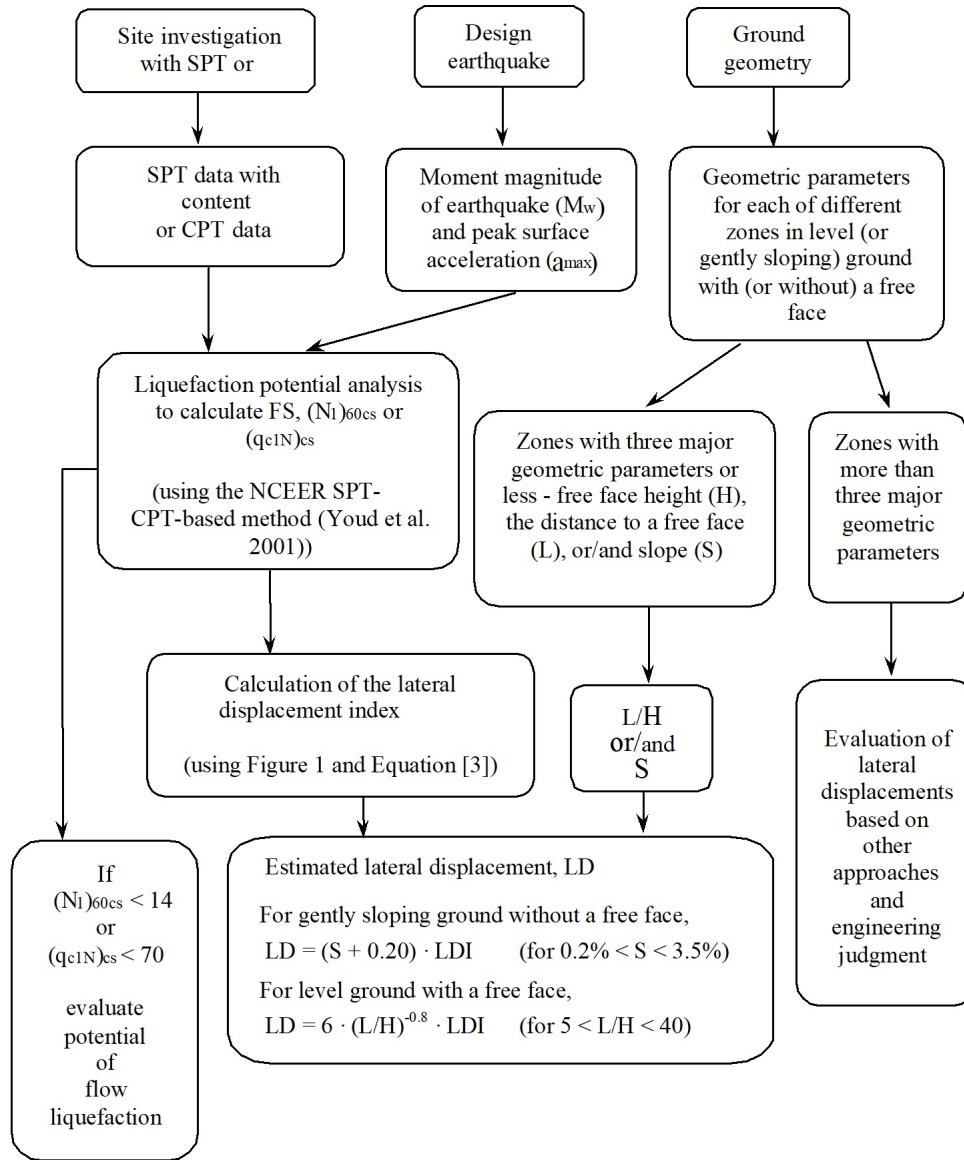 Site investigation
with SPT or
Design
earthquake
Ground
geometry
SPT data with
content
or CPT data
Moment magnitude
of earthquake (Mw)
and peak surface
acceleration (amax)
Geometric parameters
for each of different
zones in level (or
gently sloping) ground
with (or without) a free
face
Liquefaction potential analysis
to calculate FS, (N1)60cs or
(qc1N)cs
(using the NCEER SPT-
CPT-based method (Youd et al.
2001))
Zones with three major
geometric parameters or
less - free face height (H),
the distance to a free face
(L), or/and slope (S)
Zones with
more than
three major
geometric
parameters
Calculation of the lateral
displacement index
(using Figure 1 and Equation [3])
L/H
or/and
S
Evaluation of
lateral
displacements
based on
other
approaches
and
engineering
judgment
If
(N1)60cs < 14
or
(qc1N)cs < 70
evaluate
potential
of
flow
liquefaction
Estimated lateral displacement, LD
For gently sloping ground without a free face,
LD = (S + 0.20) · LDI (for 0.2% < S < 3.5%)
For level ground with a free face,
LD = 6 · (L/H)^-0.8 · LDI (for 5 < L/H < 40)